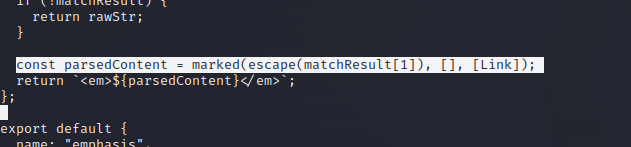 if (!matchResult) {
return rawStr;
}
const parsedContent = marked(escape(matchResult[1]), [], [Link]);
return `<em>${parsedContent}</em>`;
};
export default {
name: "emphasis",